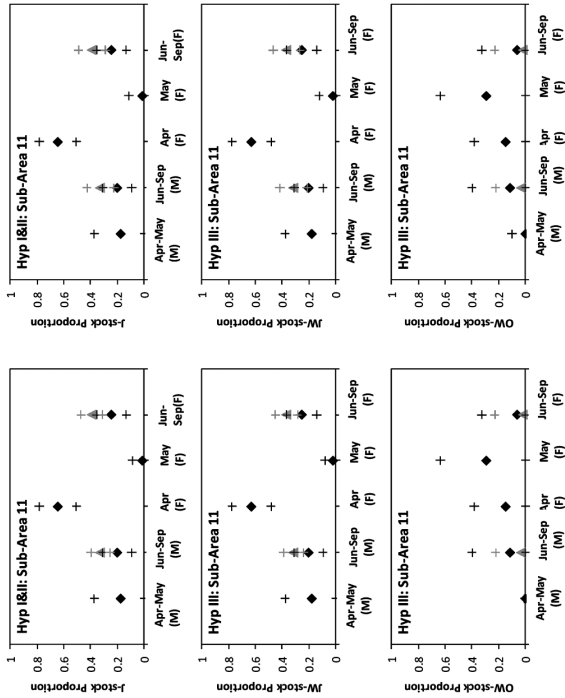 Hyp I&II: Sub-Area 11
J-stock Proportion
1
0.8
0.6
0.4
0.2
0
Apr-May
(M)
Jun-Sep
(M)
Apr
(F)
May
(F)
Jun-
Sep(F)
Hyp I&II: Sub-Area 11
J-stock Proportion
1
0.8
0.6
0.4
0.2
0
Apr-May
(M)
Jun-Sep
(M)
Apr
(F)
May
(F)
Jun-
Sep(F)
Hyp III: Sub-Area 11
JW-stock Proportion
1
0.8
0.6
0.4
0.2
0
Apr-May
(M)
Jun-Sep
(M)
Apr
(F)
May
(F)
Jun-Sep
(F)
Hyp III: Sub-Area 11
JW-stock Proportion
1
0.8
0.6
0.4
0.2
0
Apr-May
(M)
Jun-Sep
(M)
Apr
(F)
May
(F)
Jun-Sep
(F)
Hyp III: Sub-Area 11
OW-stock Proportion
1
0.8
0.6
0.4
0.2
0
Apr-May
(M)
Jun-Sep
(M)
Apr
(F)
May
(F)
Jun-Sep
(F)
Hyp III: Sub-Area 11
OW-stock Proportion
1
0.8
0.6
0.4
0.2
0
Apr-May
(M)
Jun-Sep
(M)
Apr
(F)
May
(F)
Jun-Sep
(F)